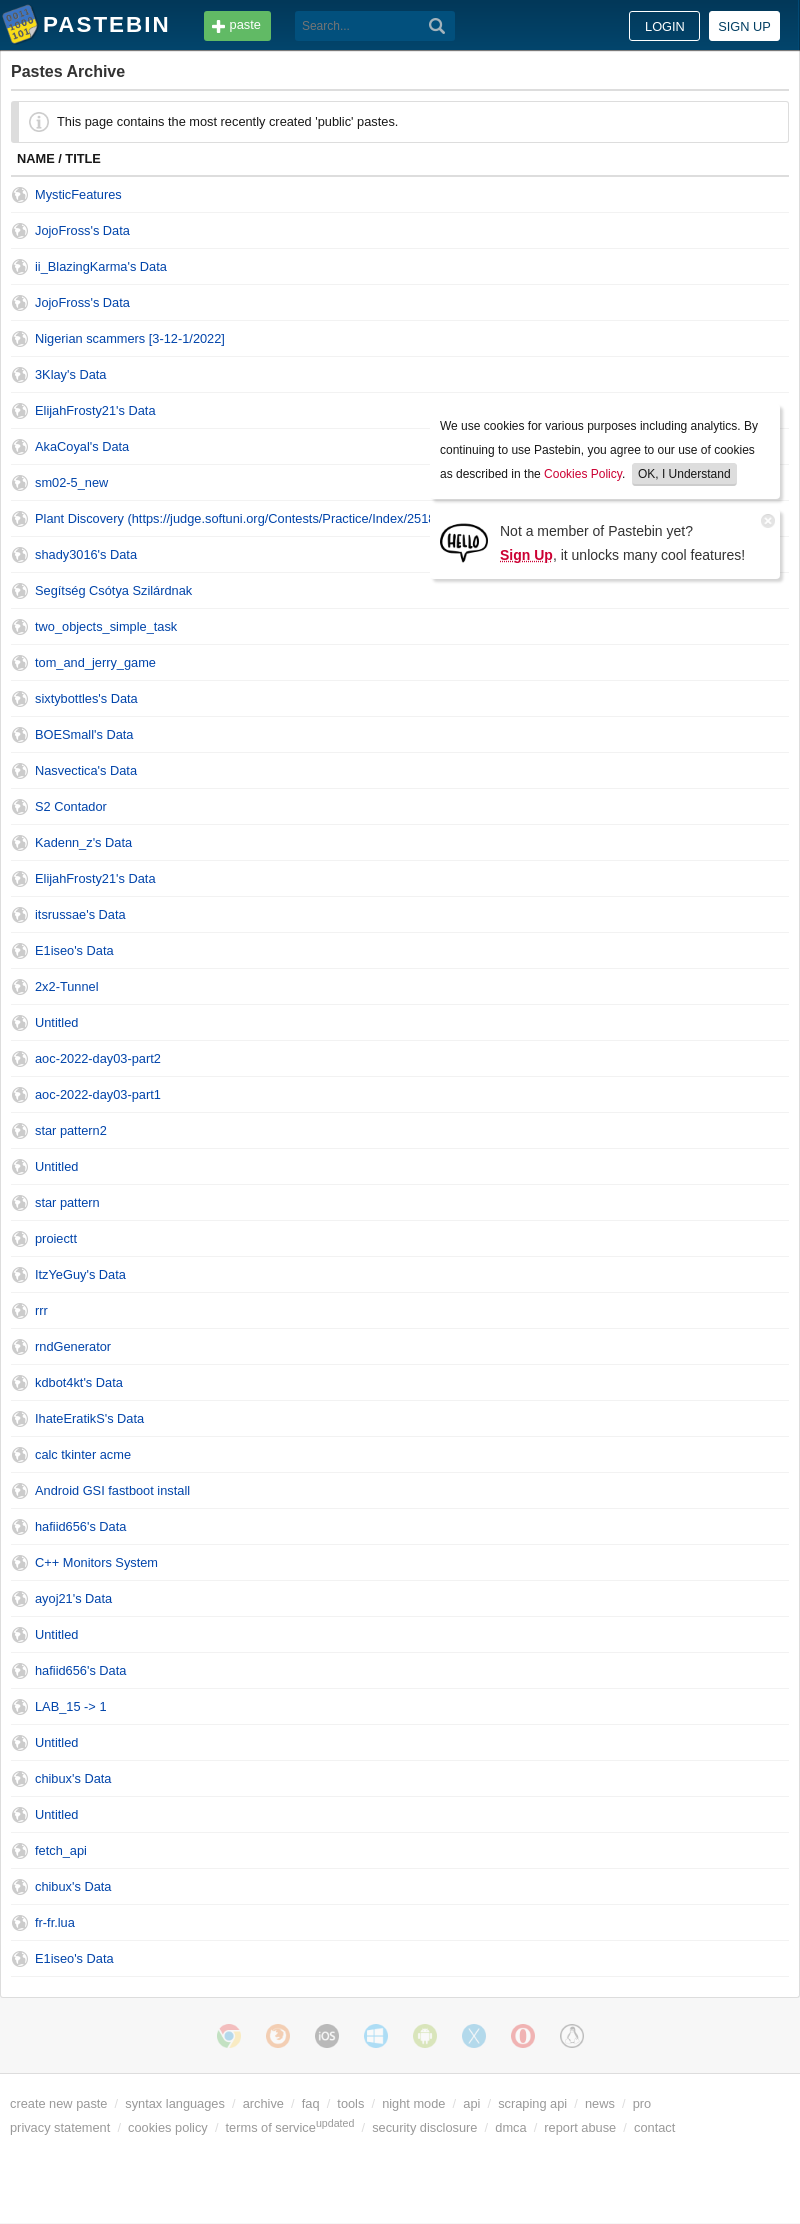 PASTEBIN
paste
Search...
LOGIN
SIGN UP
Pastes Archive
This page contains the most recently created 'public' pastes.
NAME / TITLE
MysticFeatures
JojoFross's Data
ii_BlazingKarma's Data
JojoFross's Data
Nigerian scammers [3-12-1/2022]
3Klay's Data
ElijahFrosty21's Data
AkaCoyal's Data
sm02-5_new
Plant Discovery (https://judge.softuni.org/Contests/Practice/Index/2518
shady3016's Data
Segítség Csótya Szilárdnak
two_objects_simple_task
tom_and_jerry_game
sixtybottles's Data
BOESmall's Data
Nasvectica's Data
S2 Contador
Kadenn_z's Data
ElijahFrosty21's Data
itsrussae's Data
E1iseo's Data
2x2-Tunnel
Untitled
aoc-2022-day03-part2
aoc-2022-day03-part1
star pattern2
Untitled
star pattern
proiectt
ItzYeGuy's Data
rrr
rndGenerator
kdbot4kt's Data
IhateEratikS's Data
calc tkinter acme
Android GSI fastboot install
hafiid656's Data
C++ Monitors System
ayoj21's Data
Untitled
hafiid656's Data
LAB_15 -> 1
Untitled
chibux's Data
Untitled
fetch_api
chibux's Data
fr-fr.lua
E1iseo's Data
We use cookies for various purposes including analytics. By
continuing to use Pastebin, you agree to our use of cookies
as described in the Cookies Policy. OK, I Understand
HELLO
Not a member of Pastebin yet?
Sign Up, it unlocks many cool features!
iOS
create new paste / syntax languages / archive / faq / tools / night mode / api / scraping api / news / pro
privacy statement / cookies policy / terms of service updated / security disclosure / dmca / report abuse / contact